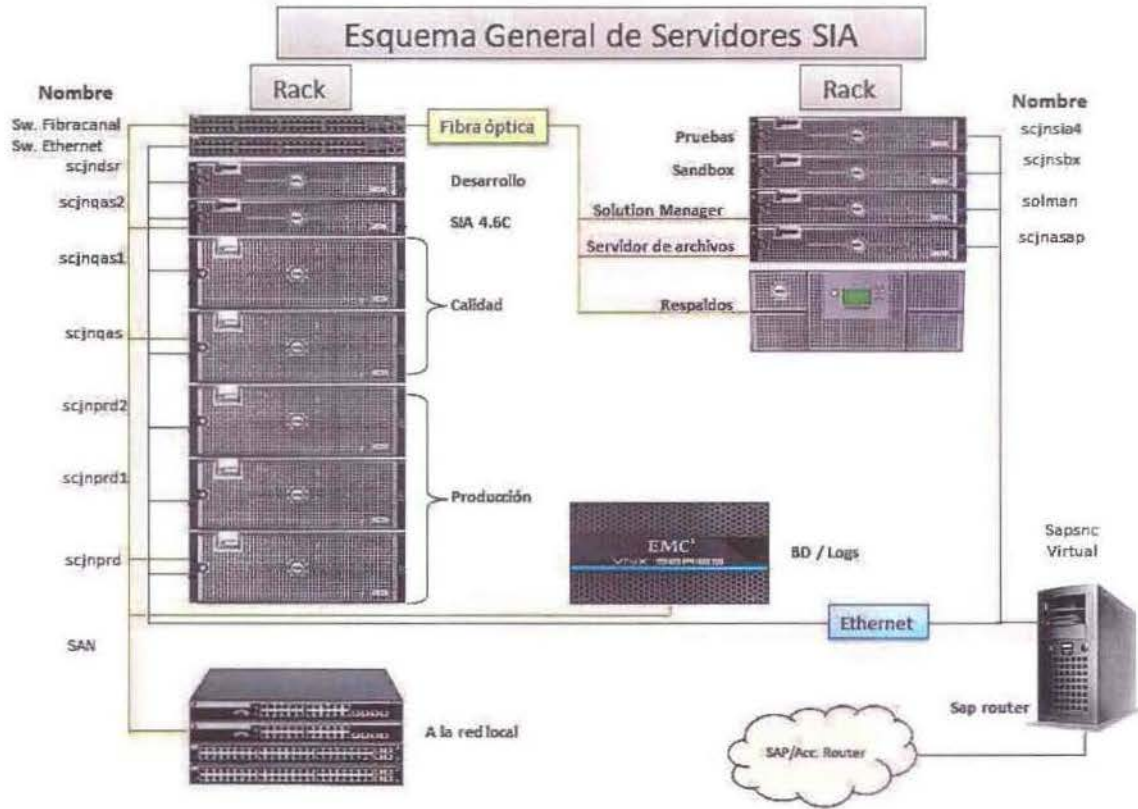 Esquema General de Servidores SIA
Nombre
Rack
Sw. Fibracanal
Sw. Ethernet
scjndsr
scjnqas2
scjnqas1
scjnqas
scjnprd2
scjnprd1
scjnprd
SAN
Fibra óptica
Desarrollo
SIA 4.6C
Calidad
Producción
A la red local
Rack
Nombre
Pruebas
Sandbox
Solution Manager
Servidor de archivos
Respaldos
scjnsia4
scjnsbx
solman
scjnasap
EMC²
BD / Logs
Ethernet
Sapsnc
Virtual
Sap router
SAP/Acc. Router